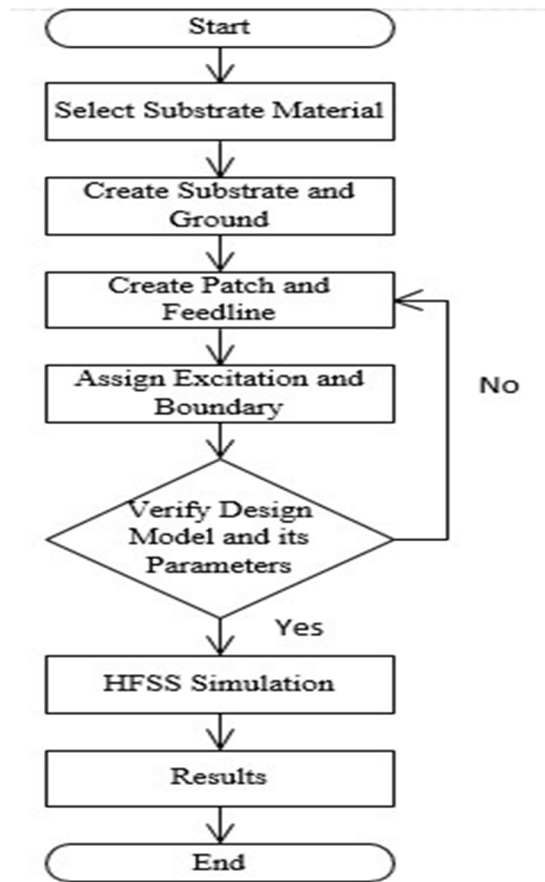 Start
Select Substrate Material
Create Substrate and
Ground
Create Patch and
Feedline
Assign Excitation and
Boundary
No
Verify Design
Model and its
Parameters
Yes
HFSS Simulation
Results
End